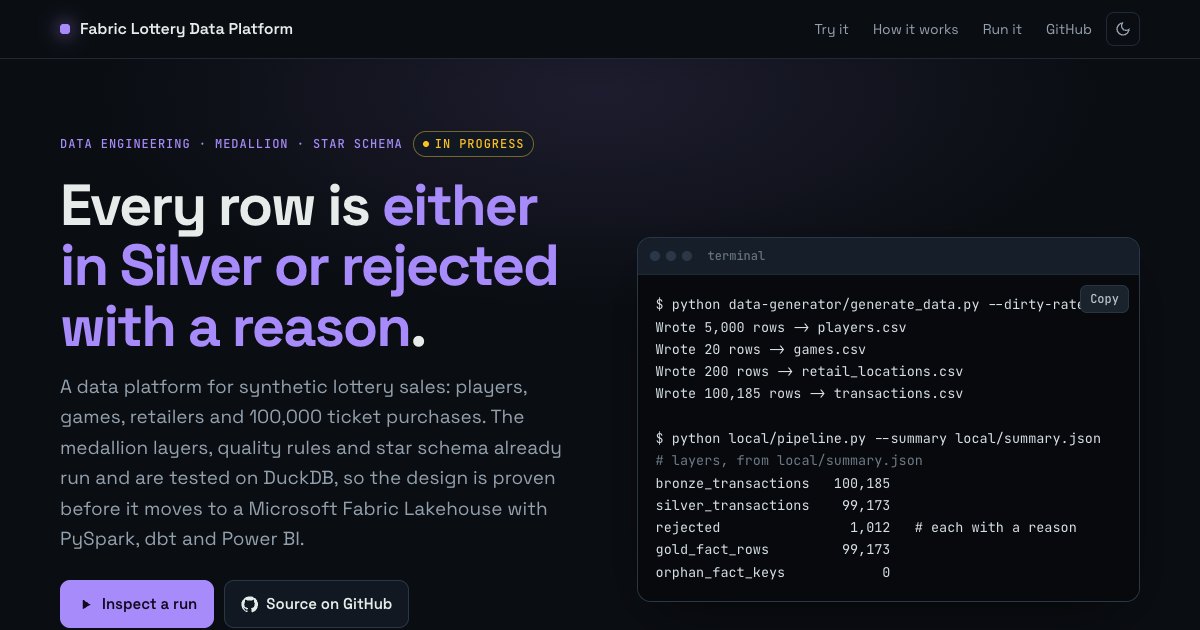 Fabric Lottery Data Platform
Try it
How it works
Run it
GitHub
DATA ENGINEERING · MEDALLION · STAR SCHEMA
IN PROGRESS
Every row is either
in Silver or rejected
with a reason.
A data platform for synthetic lottery sales: players,
games, retailers and 100,000 ticket purchases. The
medallion layers, quality rules and star schema already
run and are tested on DuckDB, so the design is proven
before it moves to a Microsoft Fabric Lakehouse with
PySpark, dbt and Power BI.
Inspect a run
Source on GitHub
terminal
Copy
$ python data-generator/generate_data.py --dirty-rate
Wrote 5,000 rows -> players.csv
Wrote 20 rows -> games.csv
Wrote 200 rows -> retail_locations.csv
Wrote 100,185 rows -> transactions.csv
$ python local/pipeline.py --summary local/summary.json
# layers, from local/summary.json
bronze_transactions 100,185
silver_transactions 99,173
rejected 1,012 # each with a reason
gold_fact_rows 99,173
orphan_fact_keys 0